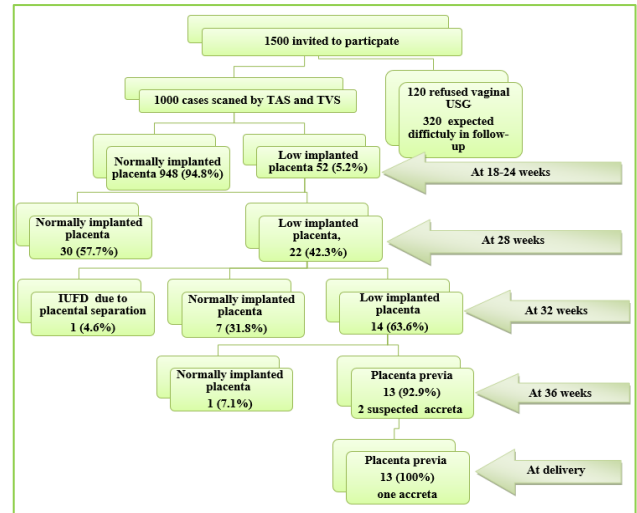 1500 invited to particpate
1000 cases scaned by TAS and TVS
120 refused vaginal
USG
320 expected
diffictuly in follow-
up
Normally implanted
placenta 948 (94.8%)
Low implanted
placenta 52 (5.2%)
At 18-24 weeks
Normally implanted
placenta
30 (57.7%)
Low implanted
placenta,
22 (42.3%)
At 28 weeks
IUFD due to
placental separation
1 (4.6%)
Normally implanted
placenta
7 (31.8%)
Low implanted
placenta
14 (63.6%)
At 32 weeks
Normally implanted
placenta
1 (7.1%)
Placenta previa
13 (92.9%)
2 suspected accreta
At 36 weeks
Placenta previa
13 (100%)
one accreta
At delivery